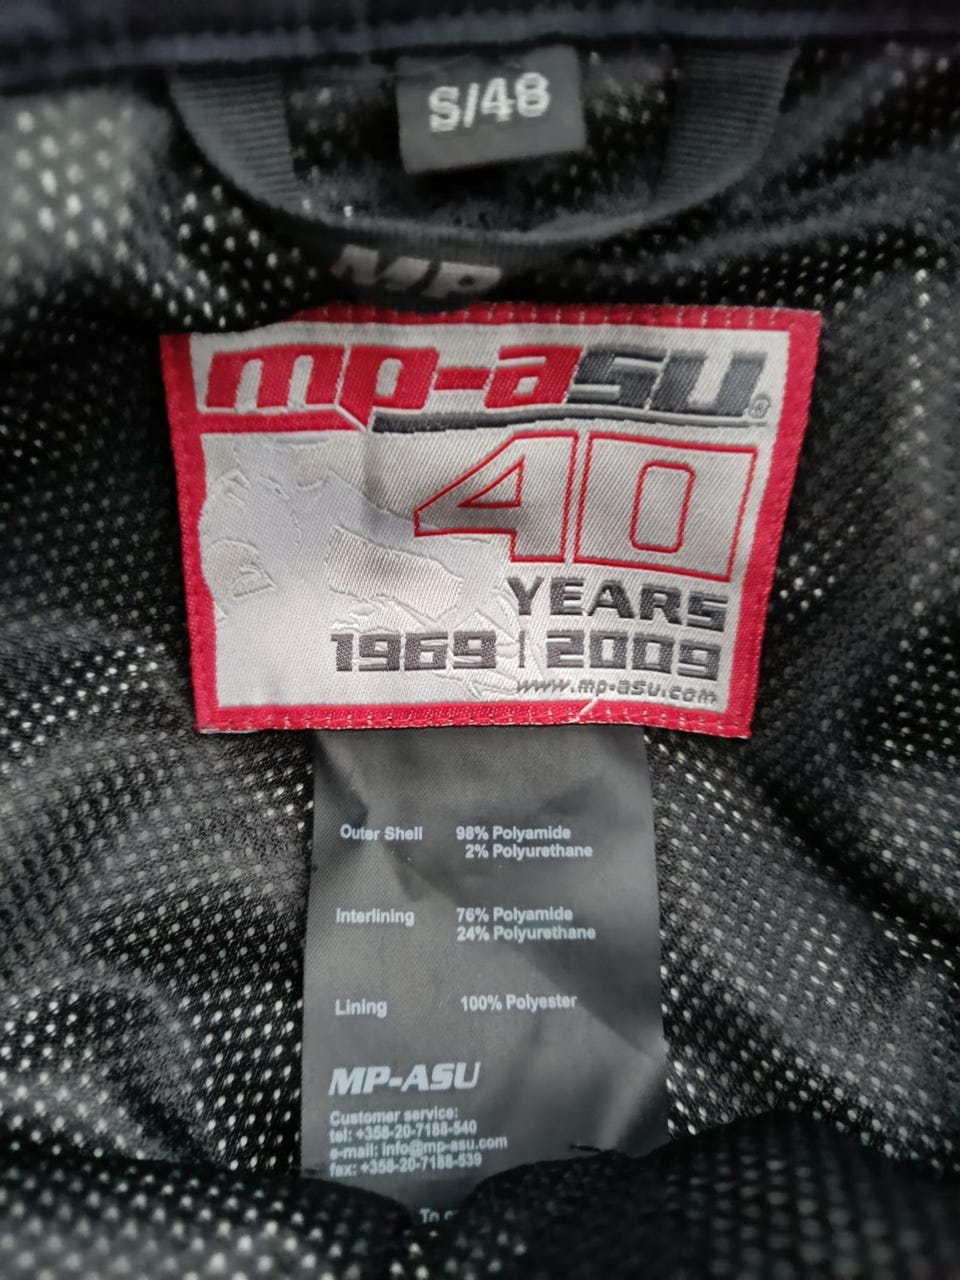 S/48
MP
mp-asu®
40
YEARS
1969 | 2009
www.mp-asu.com
Outer Shell 98% Polyamide
2% Polyurethane
Interlining 76% Polyamide
24% Polyurethane
Lining 100% Polyester
MP-ASU
Customer service:
tel: +358-20-7188-540
e-mail: info@mp-asu.com
fax: +358-20-7188-539
To